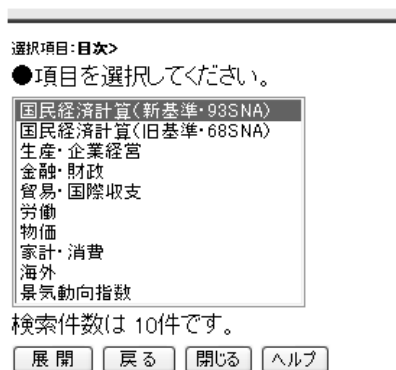 選択項目:目次>
●項目を選択してください。
国民経済計算(新基準・93SNA)
国民経済計算(旧基準・68SNA)
生産・企業経営
金融・財政
貿易・国際収支
労働
物価
家計・消費
海外
景気動向指数
検索件数は 10件です。
展 開 戻 る 閉じる ヘルプ